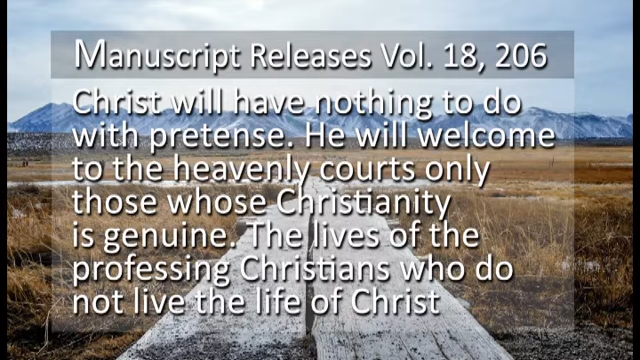 Manuscript Releases Vol. 18, 206
Christ will have nothing to do
with pretense. He will welcome
to the heavenly courts only
those whose Christianity
is genuine. The lives of the
professing Christians who do
not live the life of Christ